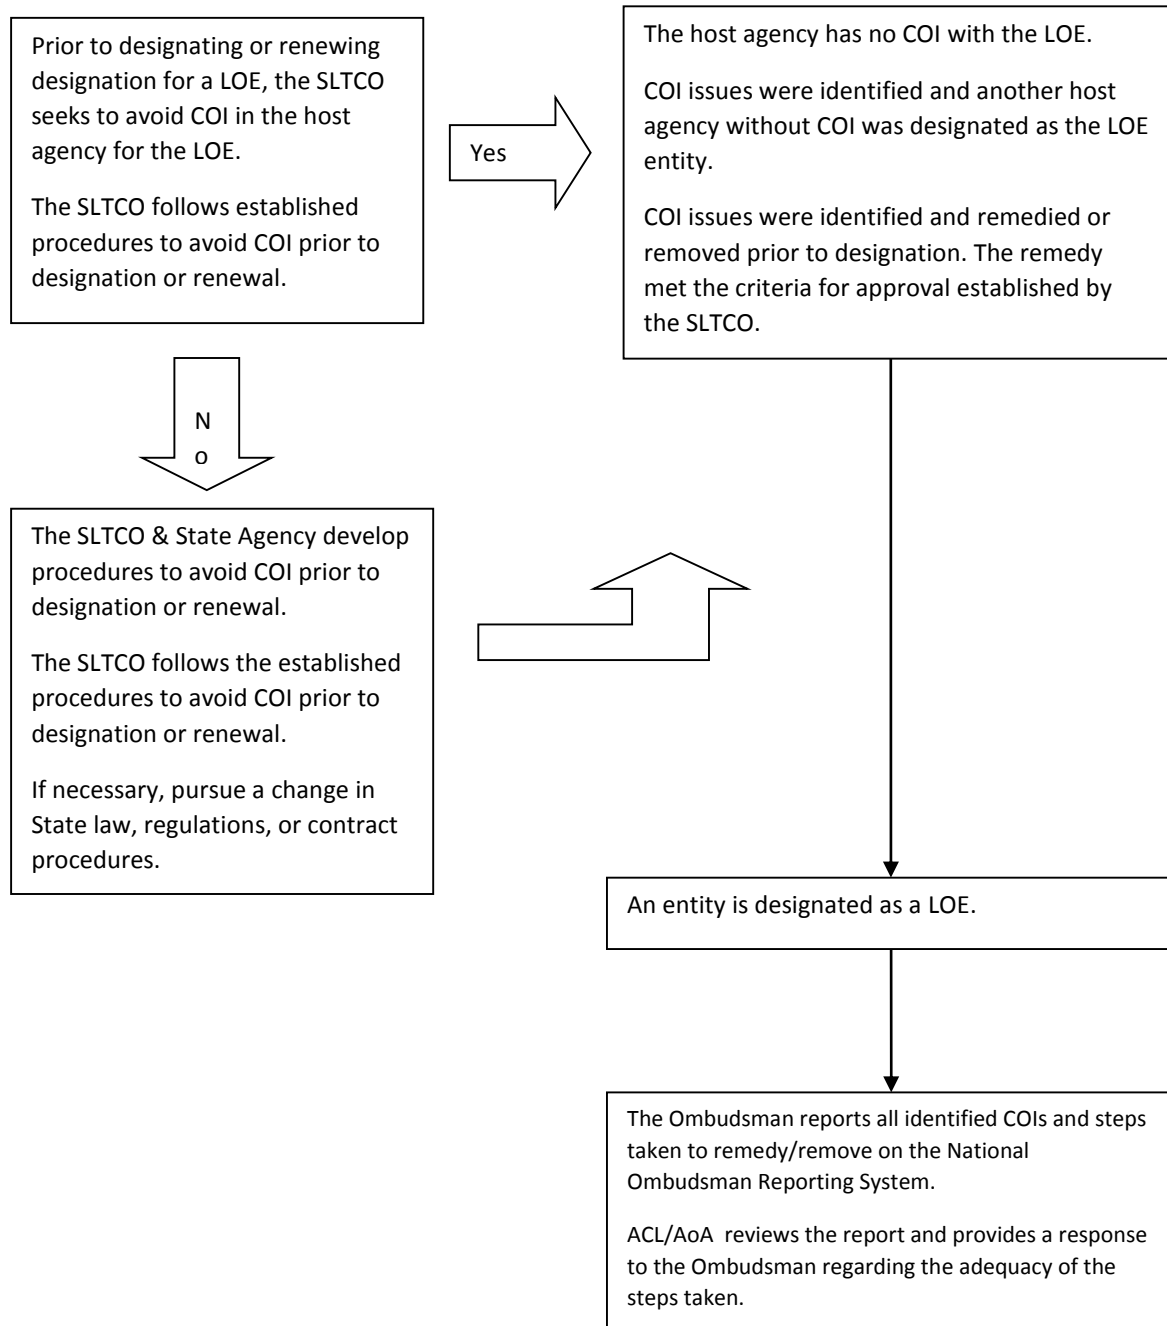 Prior to designating or renewing
designation for a LOE, the SLTCO
seeks to avoid COI in the host
agency for the LOE.
The SLTCO follows established
procedures to avoid COI prior to
designation or renewal.
Yes
The host agency has no COI with the LOE.
COI issues were identified and another host
agency without COI was designated as the LOE
entity.
COI issues were identified and remedied or
removed prior to designation. The remedy
met the criteria for approval established by
the SLTCO.
N
o
The SLTCO & State Agency develop
procedures to avoid COI prior to
designation or renewal.
The SLTCO follows the established
procedures to avoid COI prior to
designation or renewal.
If necessary, pursue a change in
State law, regulations, or contract
procedures.
An entity is designated as a LOE.
The Ombudsman reports all identified COIs and steps
taken to remedy/remove on the National
Ombudsman Reporting System.
ACL/AoA reviews the report and provides a response
to the Ombudsman regarding the adequacy of the
steps taken.